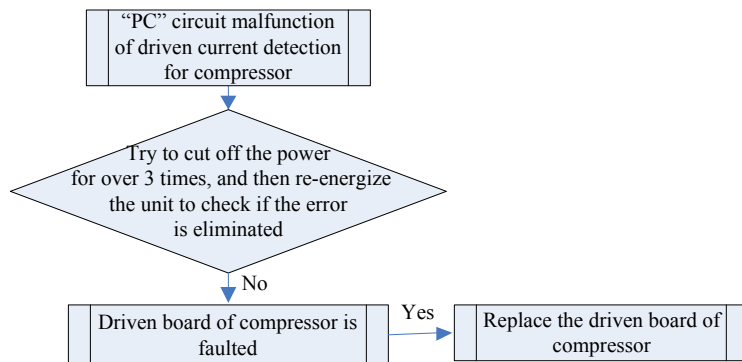 “PC” circuit malfunction
of driven current detection
for compressor
Try to cut off the power
for over 3 times, and then re-energize
the unit to check if the error
is eliminated
No
Driven board of compressor is
faulted
Yes
Replace the driven board of
compressor